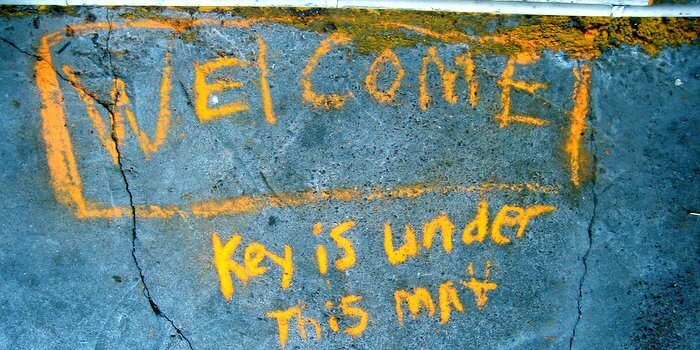 WElCOME
Key is under
This MAt